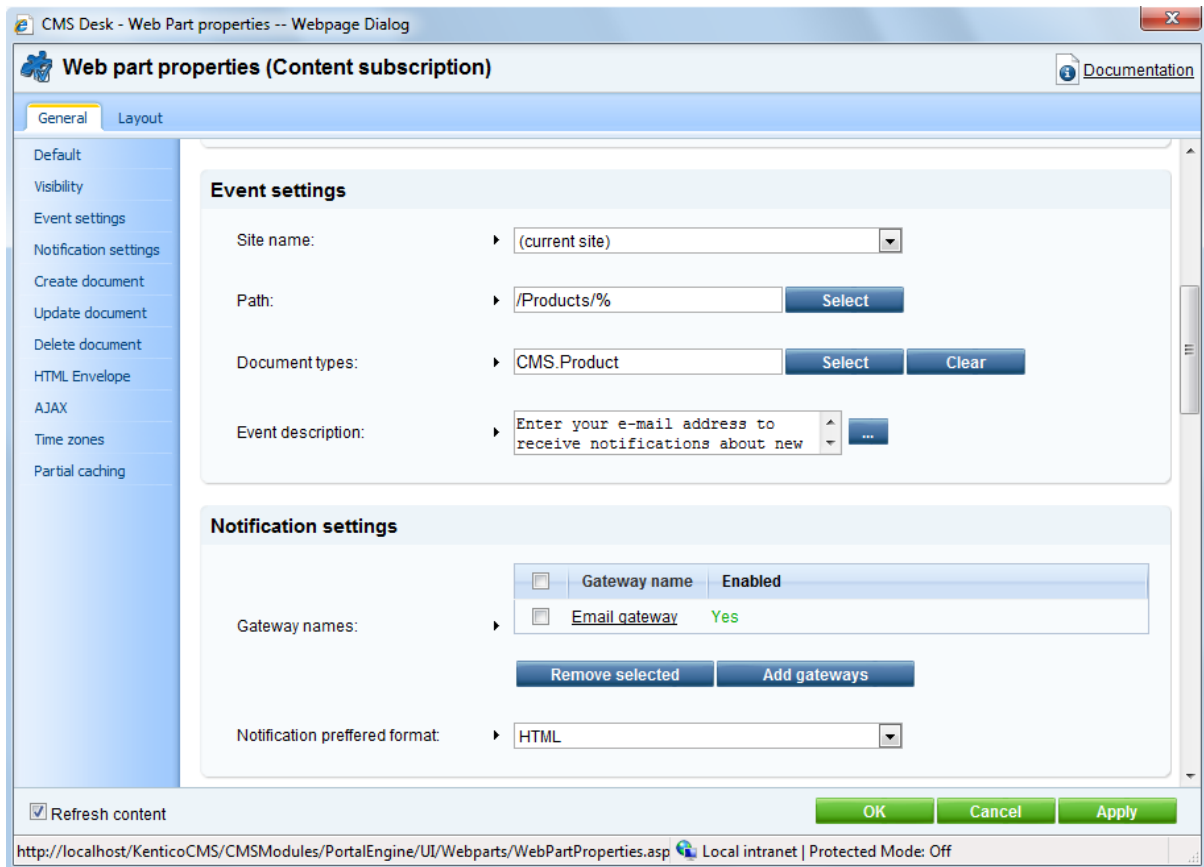 CMS Desk - Web Part properties -- Webpage Dialog
Web part properties (Content subscription)
Documentation
General
Layout
Default
Visibility
Event settings
Notification settings
Create document
Update document
Delete document
HTML Envelope
AJAX
Time zones
Partial caching
Event settings
Site name:
(current site)
Path:
/Products/%
Select
Document types:
CMS.Product
Select
Clear
Event description:
Enter your e-mail address to
receive notifications about new
...
Notification settings
Gateway names:
Gateway name
Enabled
Email gateway
Yes
Remove selected
Add gateways
Notification preffered format:
HTML
Refresh content
OK
Cancel
Apply
http://localhost/KenticoCMS/CMSModules/PortalEngine/UI/Webparts/WebPartProperties.asp
Local intranet | Protected Mode: Off